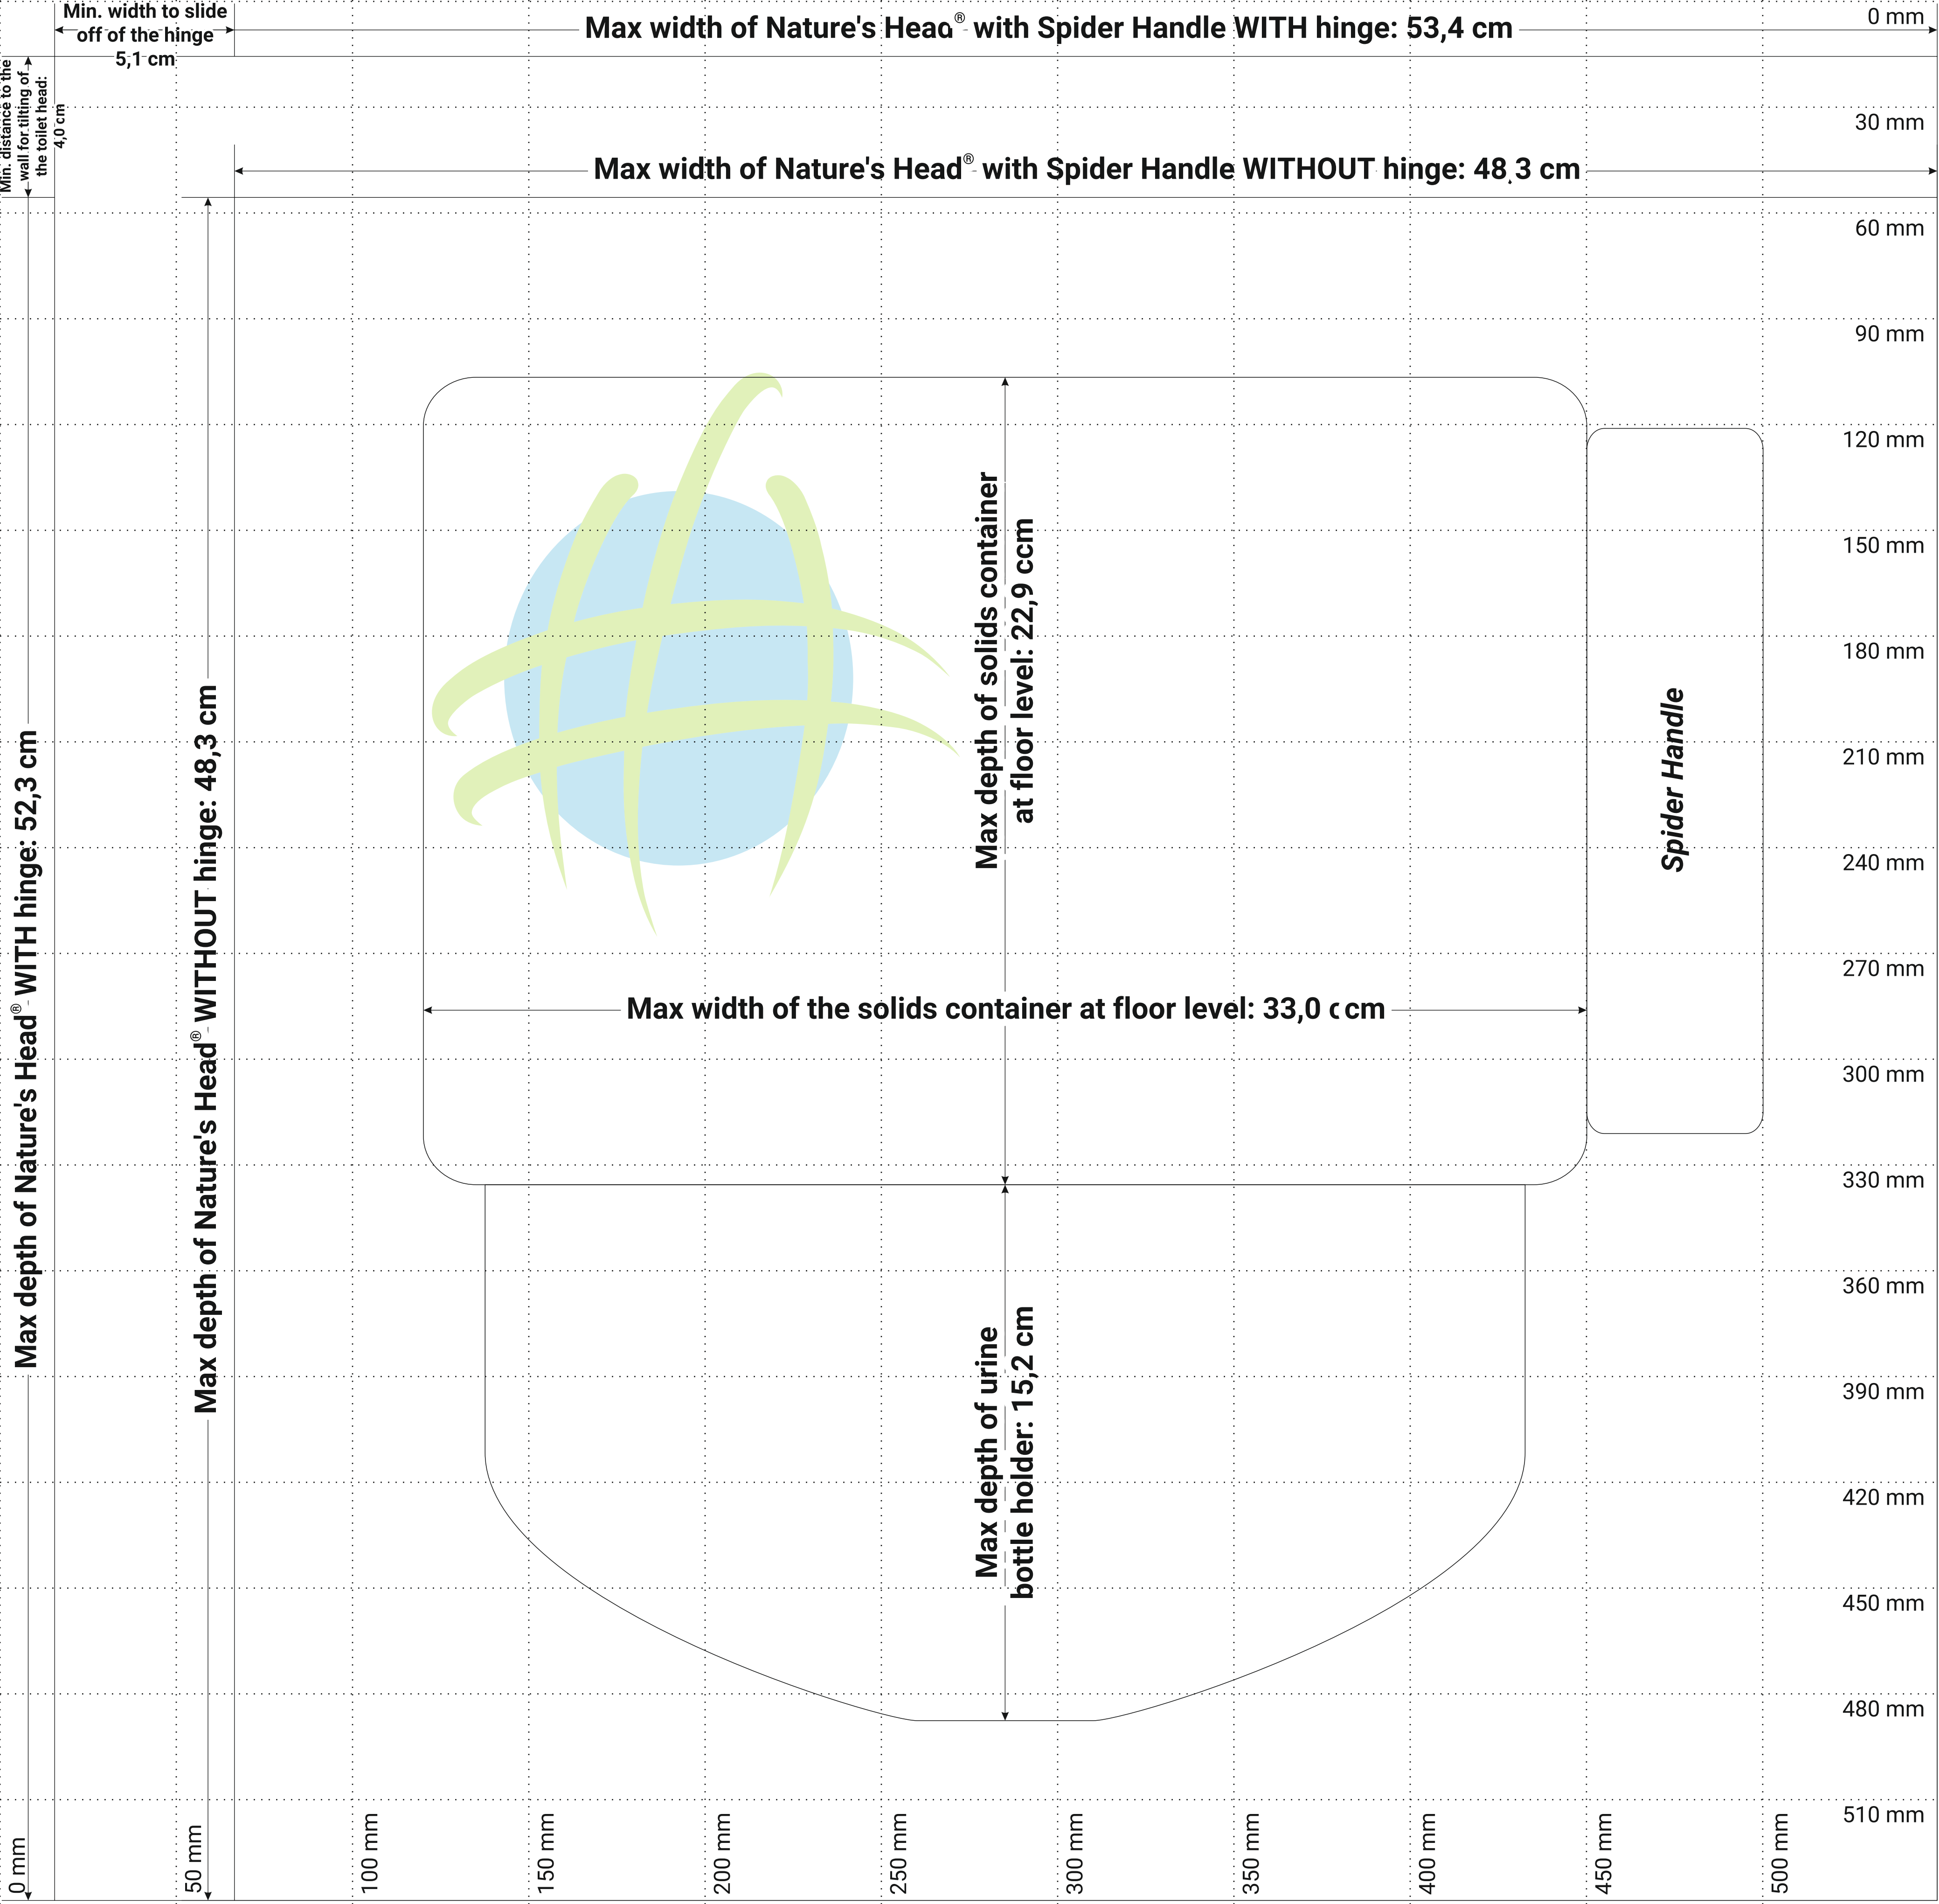 Min. width to slide
off of the hinge
5,1 cm
Max width of Nature's Head® with Spider Handle WITH hinge: 53,4 cm
0 mm
Min. distance to the
wall for tilting of
the toilet head:
4,0 cm
30 mm
Max width of Nature's Head® with Spider Handle WITHOUT hinge: 48,3 cm
60 mm
90 mm
120 mm
150 mm
180 mm
210 mm
240 mm
270 mm
300 mm
330 mm
360 mm
390 mm
420 mm
450 mm
480 mm
510 mm
Max depth of Nature's Head® WITH hinge: 52,3 cm
Max depth of Nature's Head® WITHOUT hinge: 48,3 cm
Max depth of solids container
at floor level: 22,9 ccm
Spider Handle
Max width of the solids container at floor level: 33,0 c cm
Max depth of urine
bottle holder: 15,2 cm
0 mm
50 mm
100 mm
150 mm
200 mm
250 mm
300 mm
350 mm
400 mm
450 mm
500 mm